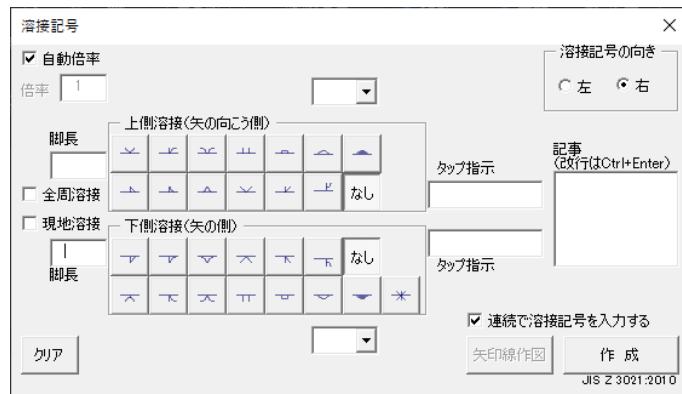 溶接記号
自動倍率
倍率 1
溶接記号の向き
左 右
上側溶接(矢の向こう側)
脚長
なし
全周溶接
現地溶接
タップ指示
記事
(改行はCtrl+Enter)
下側溶接(矢の側)
なし
脚長
タップ指示
連続で溶接記号を入力する
クリア
矢印線作図
作 成
JIS Z 3021:2010